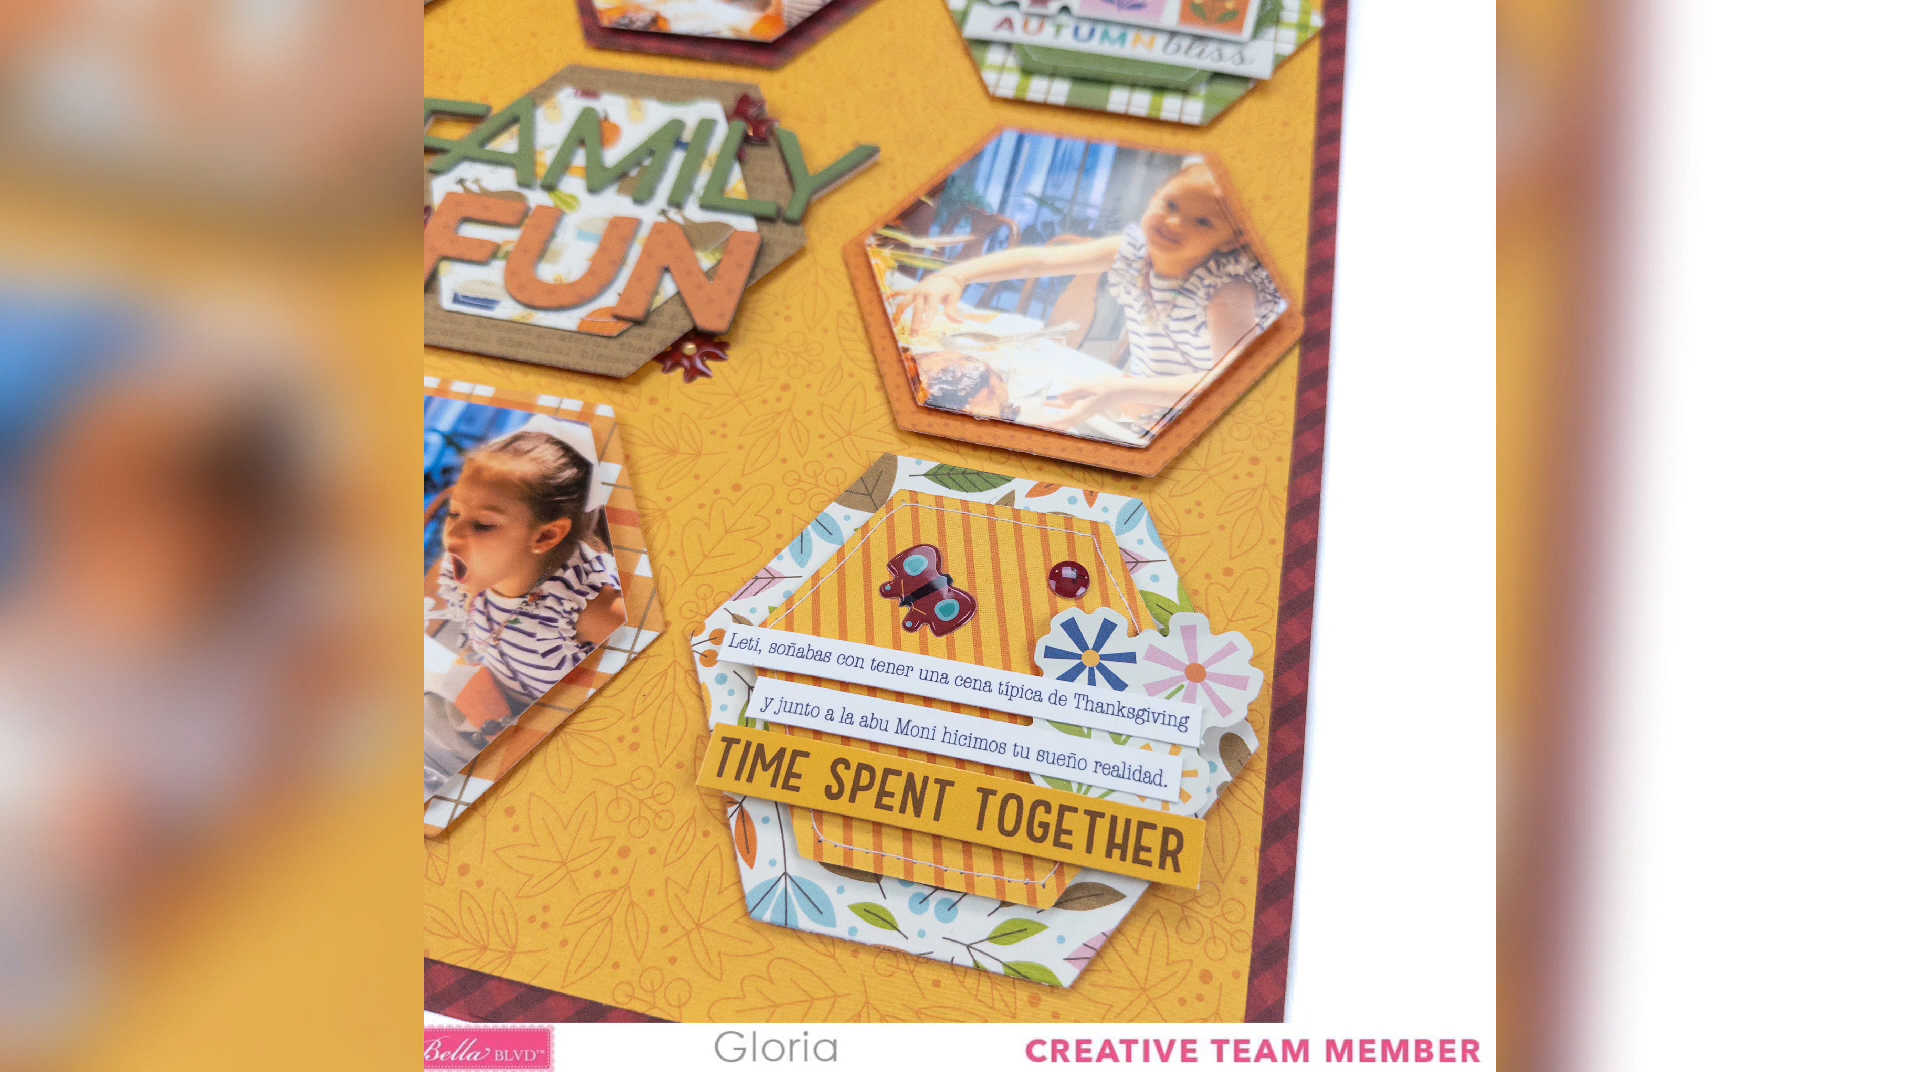 AUTUMN bliss
FAMILY
FUN
Leti, soñabas con tener una cena típica de Thanksgiving
y junto a la abu Moni hicimos tu sueño realidad.
TIME SPENT TOGETHER
Bella BLVD™
Gloria
CREATIVE TEAM MEMBER